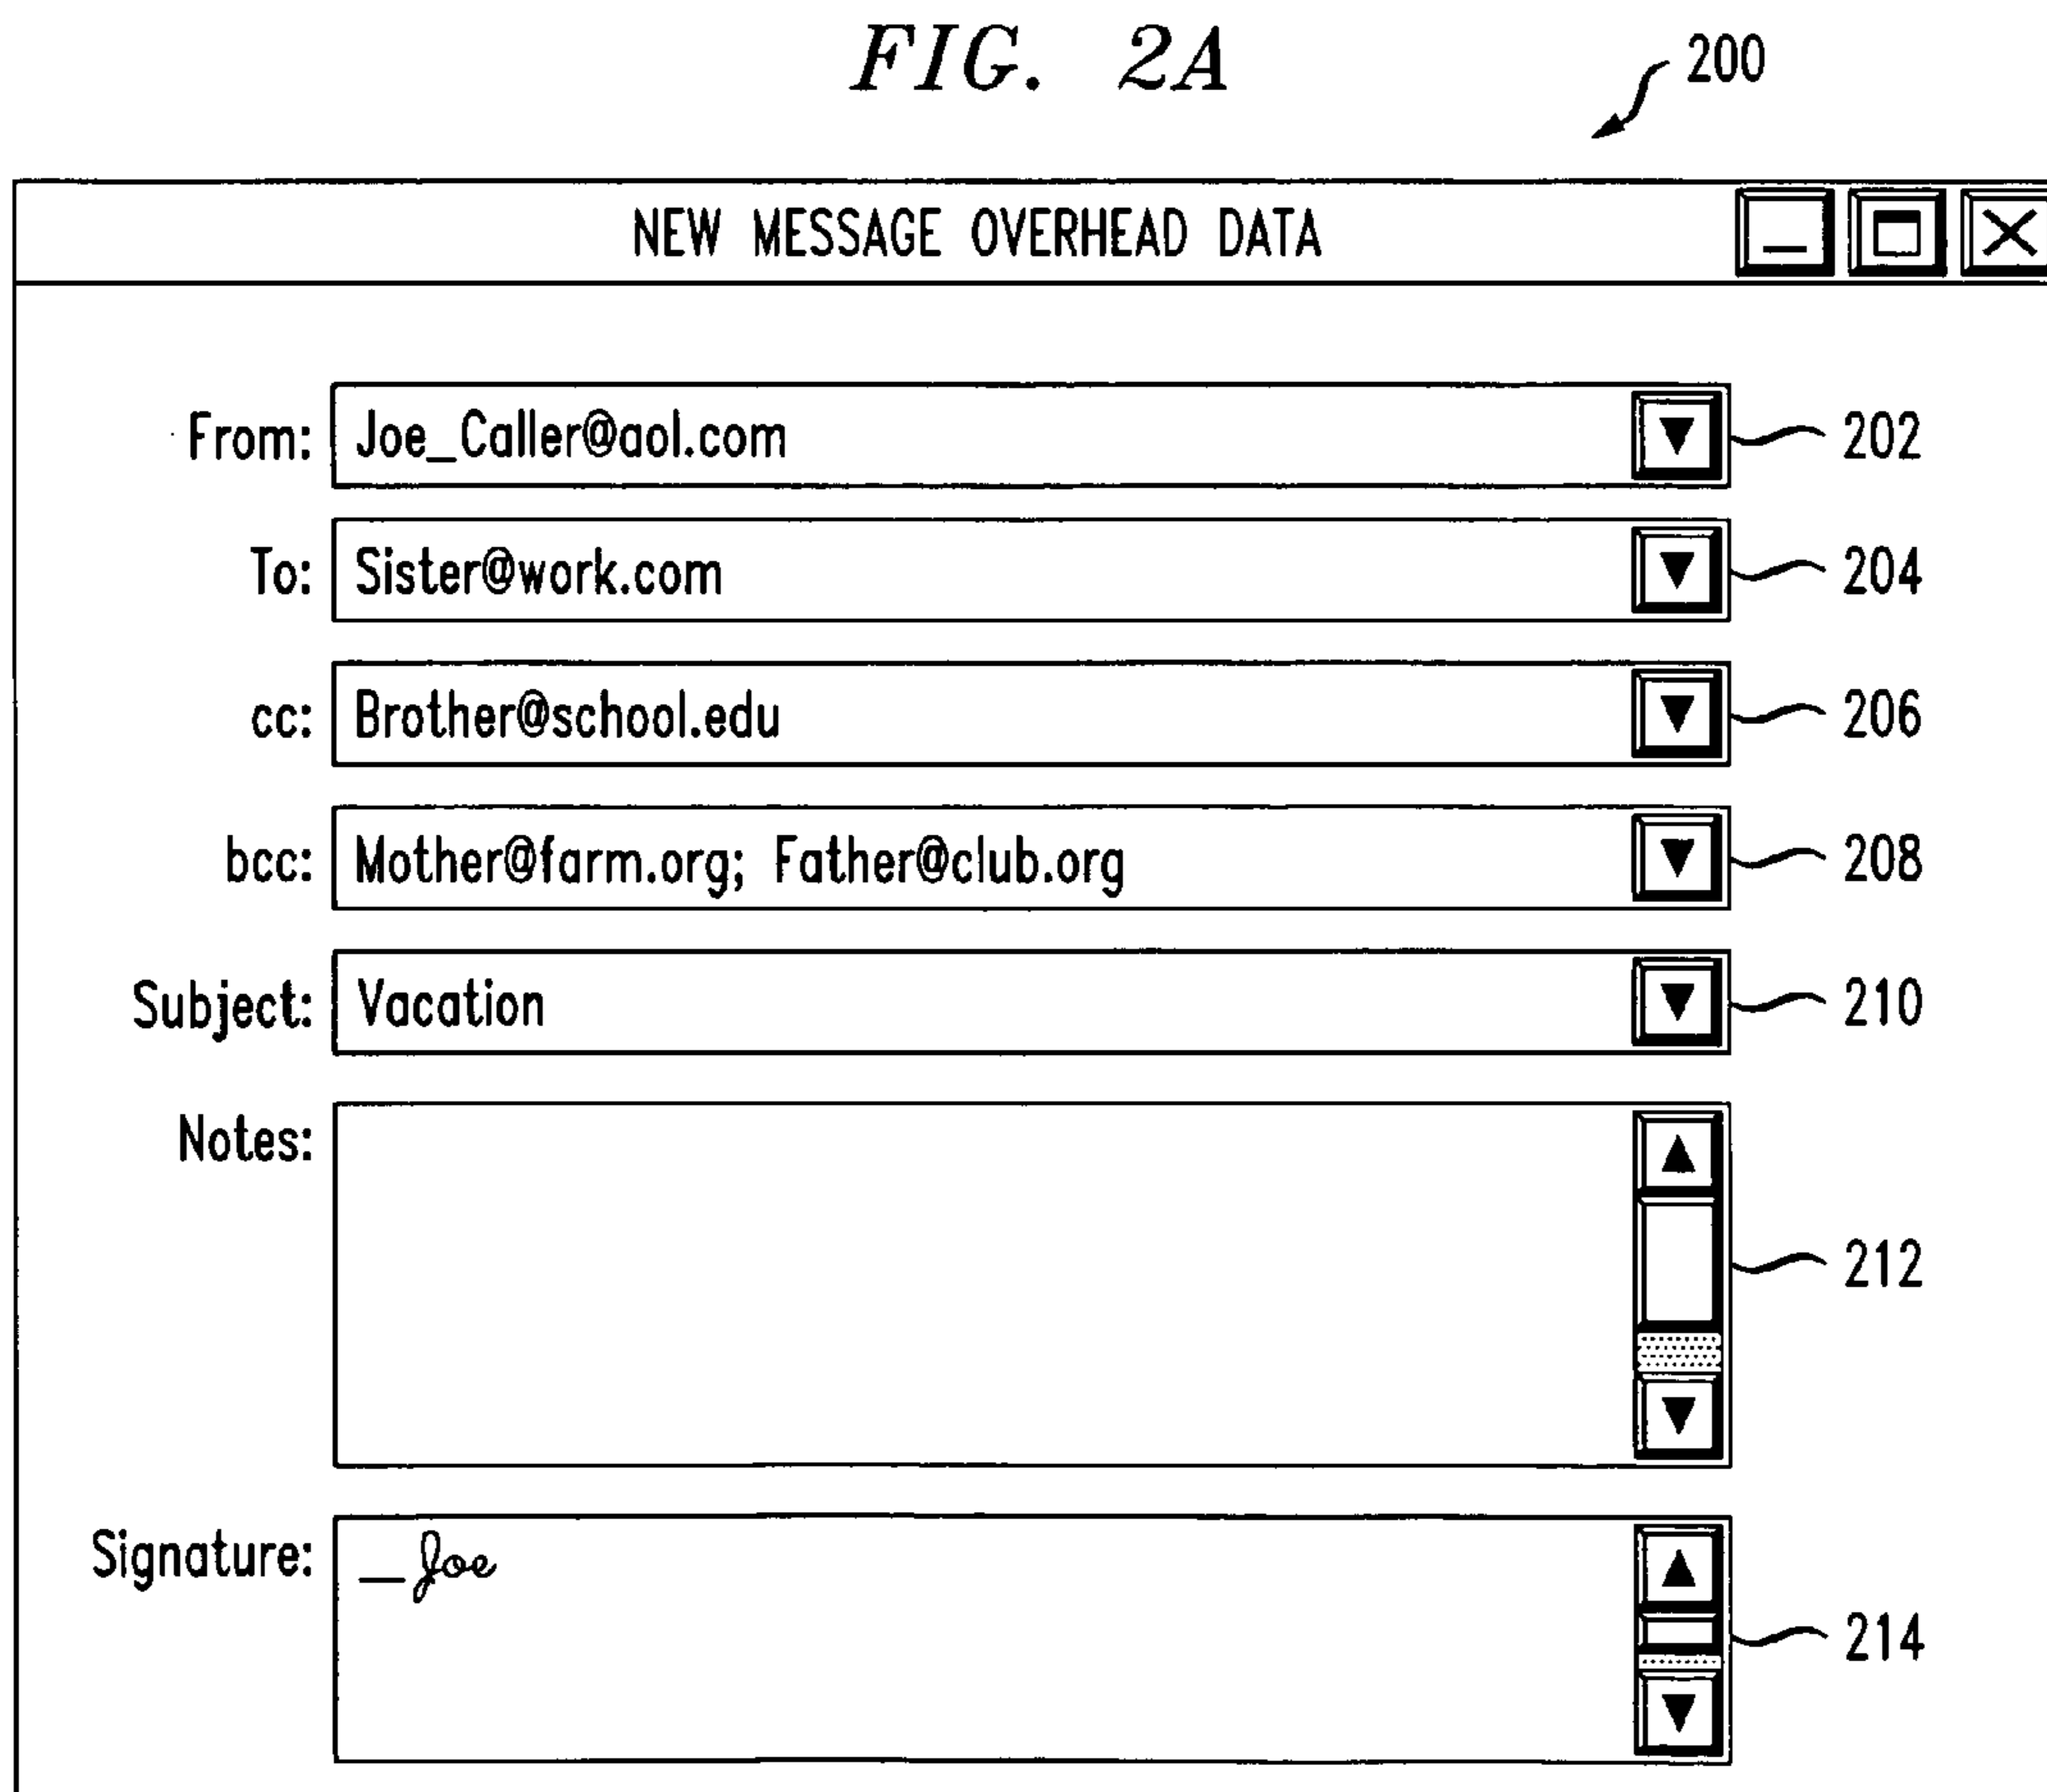 FIG. 2A
200
NEW MESSAGE OVERHEAD DATA
From: Joe_Caller@aol.com 202
To: Sister@work.com 204
cc: Brother@school.edu 206
bcc: Mother@farm.org; Father@club.org 208
Subject: Vacation 210
Notes:
212
Signature: _Joe
214